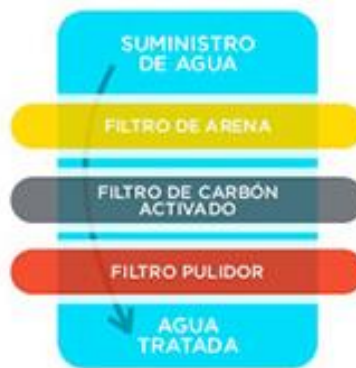 SUMINISTRO
DE AGUA
FILTRO DE ARENA
FILTRO DE CARBÓN
ACTIVADO
FILTRO PULIDOR
AGUA
TRATADA